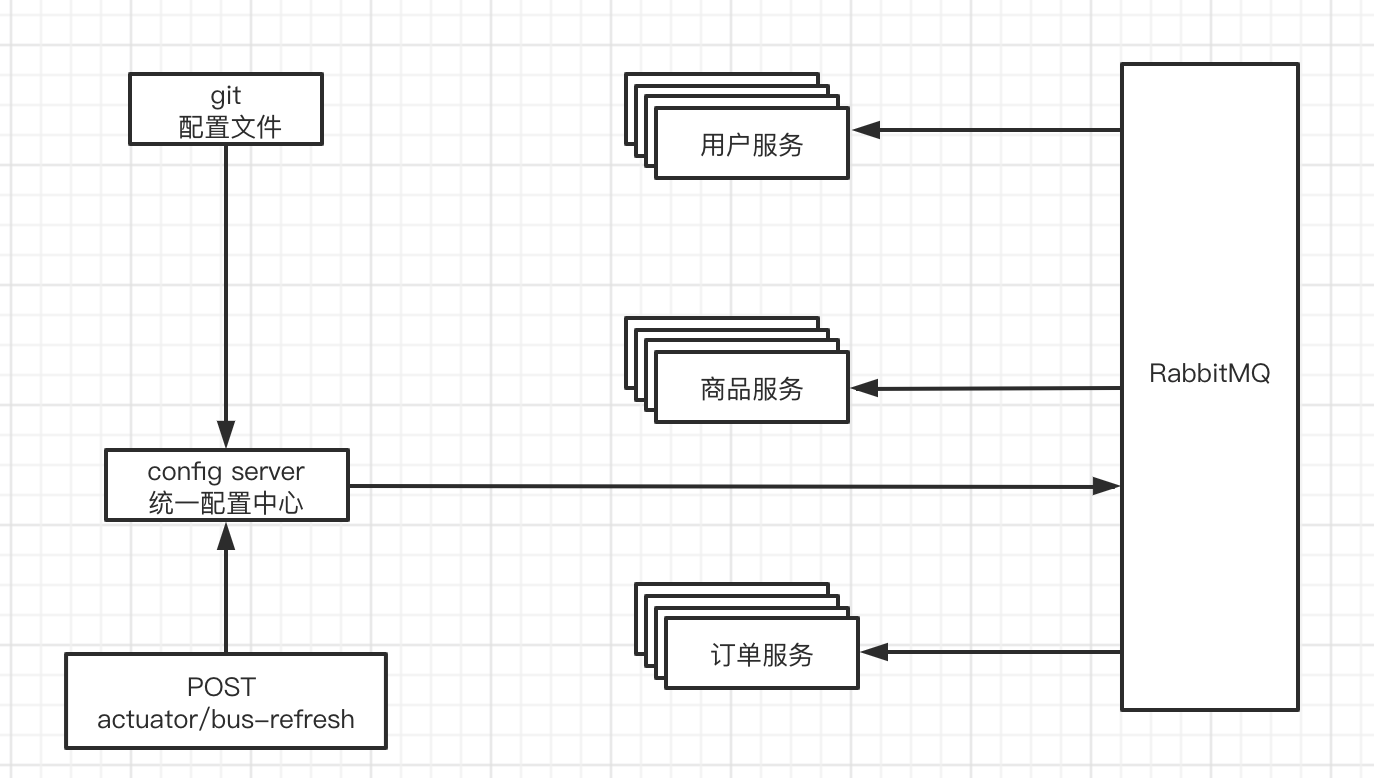 git
配置文件
用户服务
商品服务
RabbitMQ
config server
统一配置中心
订单服务
POST
actuator/bus-refresh